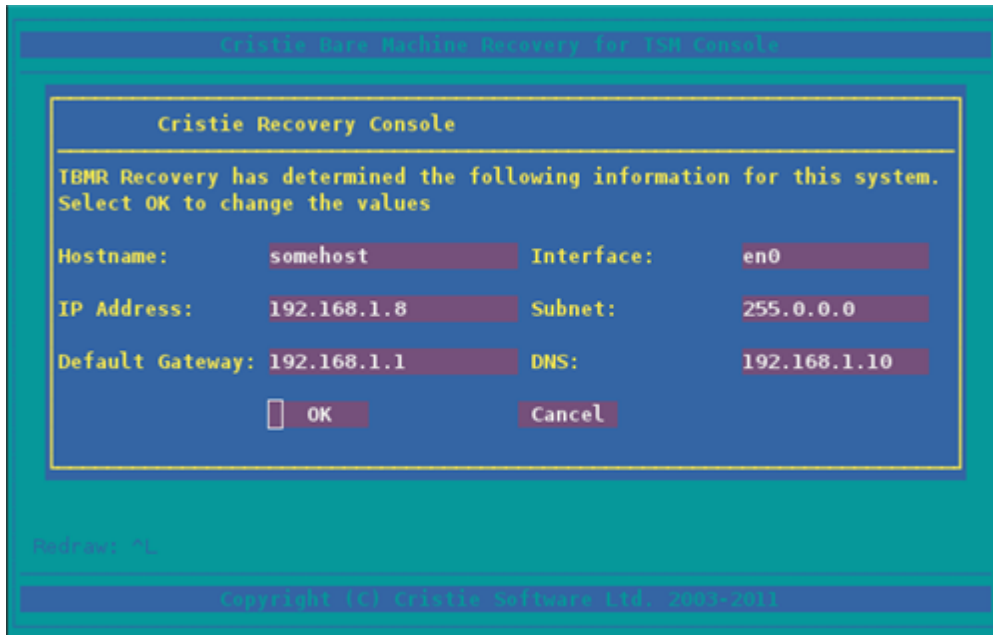 Cristie Bare Machine Recovery for TSM Console
Cristie Recovery Console
TBMR Recovery has determined the following information for this system.
Select OK to change the values
Hostname: somehost Interface: en0
IP Address: 192.168.1.8 Subnet: 255.0.0.0
Default Gateway: 192.168.1.1 DNS: 192.168.1.10
OK Cancel
Redraw: ^L
Copyright (C) Cristie Software Ltd. 2003-2011